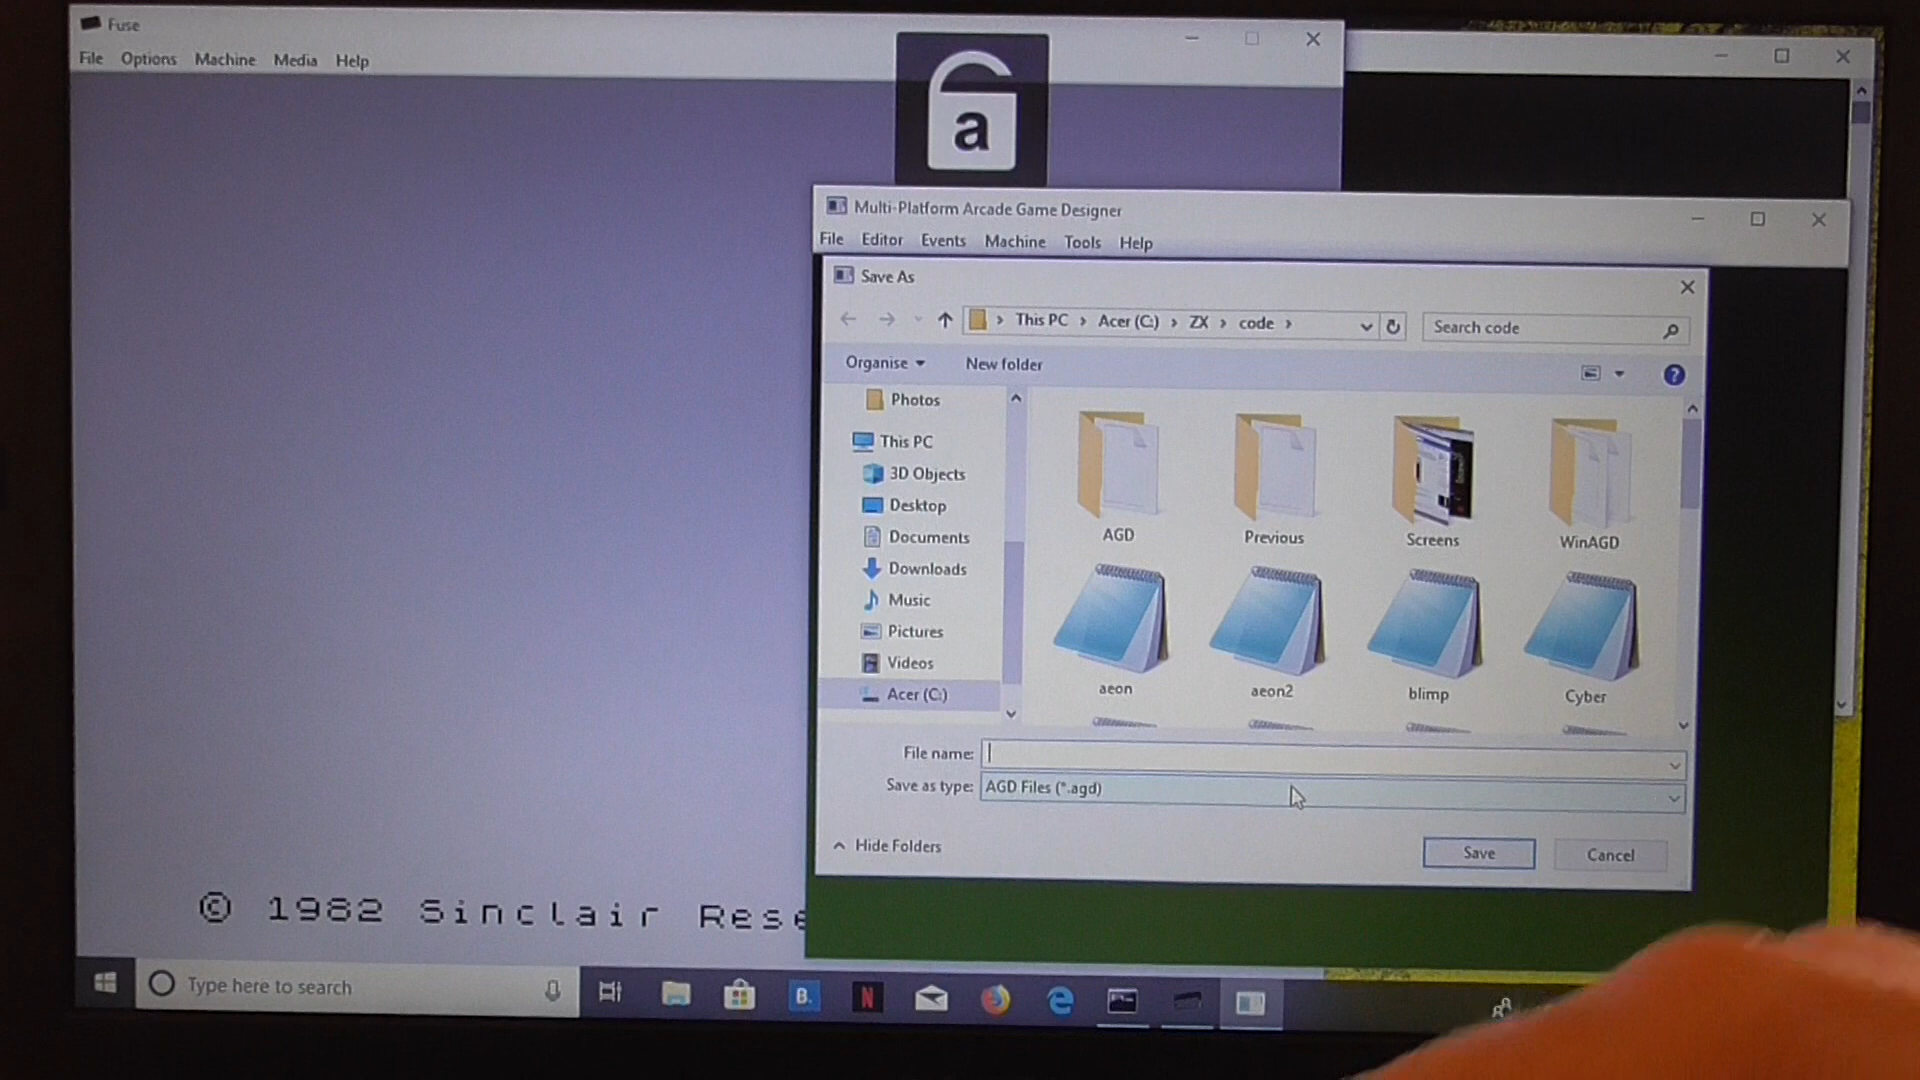 Fuse
File Options Machine Media Help
a
Multi-Platform Arcade Game Designer
File Editor Events Machine Tools Help
Save As
This PC Acer (C:) ZX code
Search code
Organise New folder
?
Photos
This PC
3D Objects
Desktop
Documents
Downloads
Music
Pictures
Videos
Acer (C:)
AGD Previous Screens WinAGD
aeon aeon2 blimp Cyber
File name:
Save as type: AGD Files (*.agd)
Hide Folders
Save Cancel
© 1982 Sinclair Rese
Type here to search
B. N